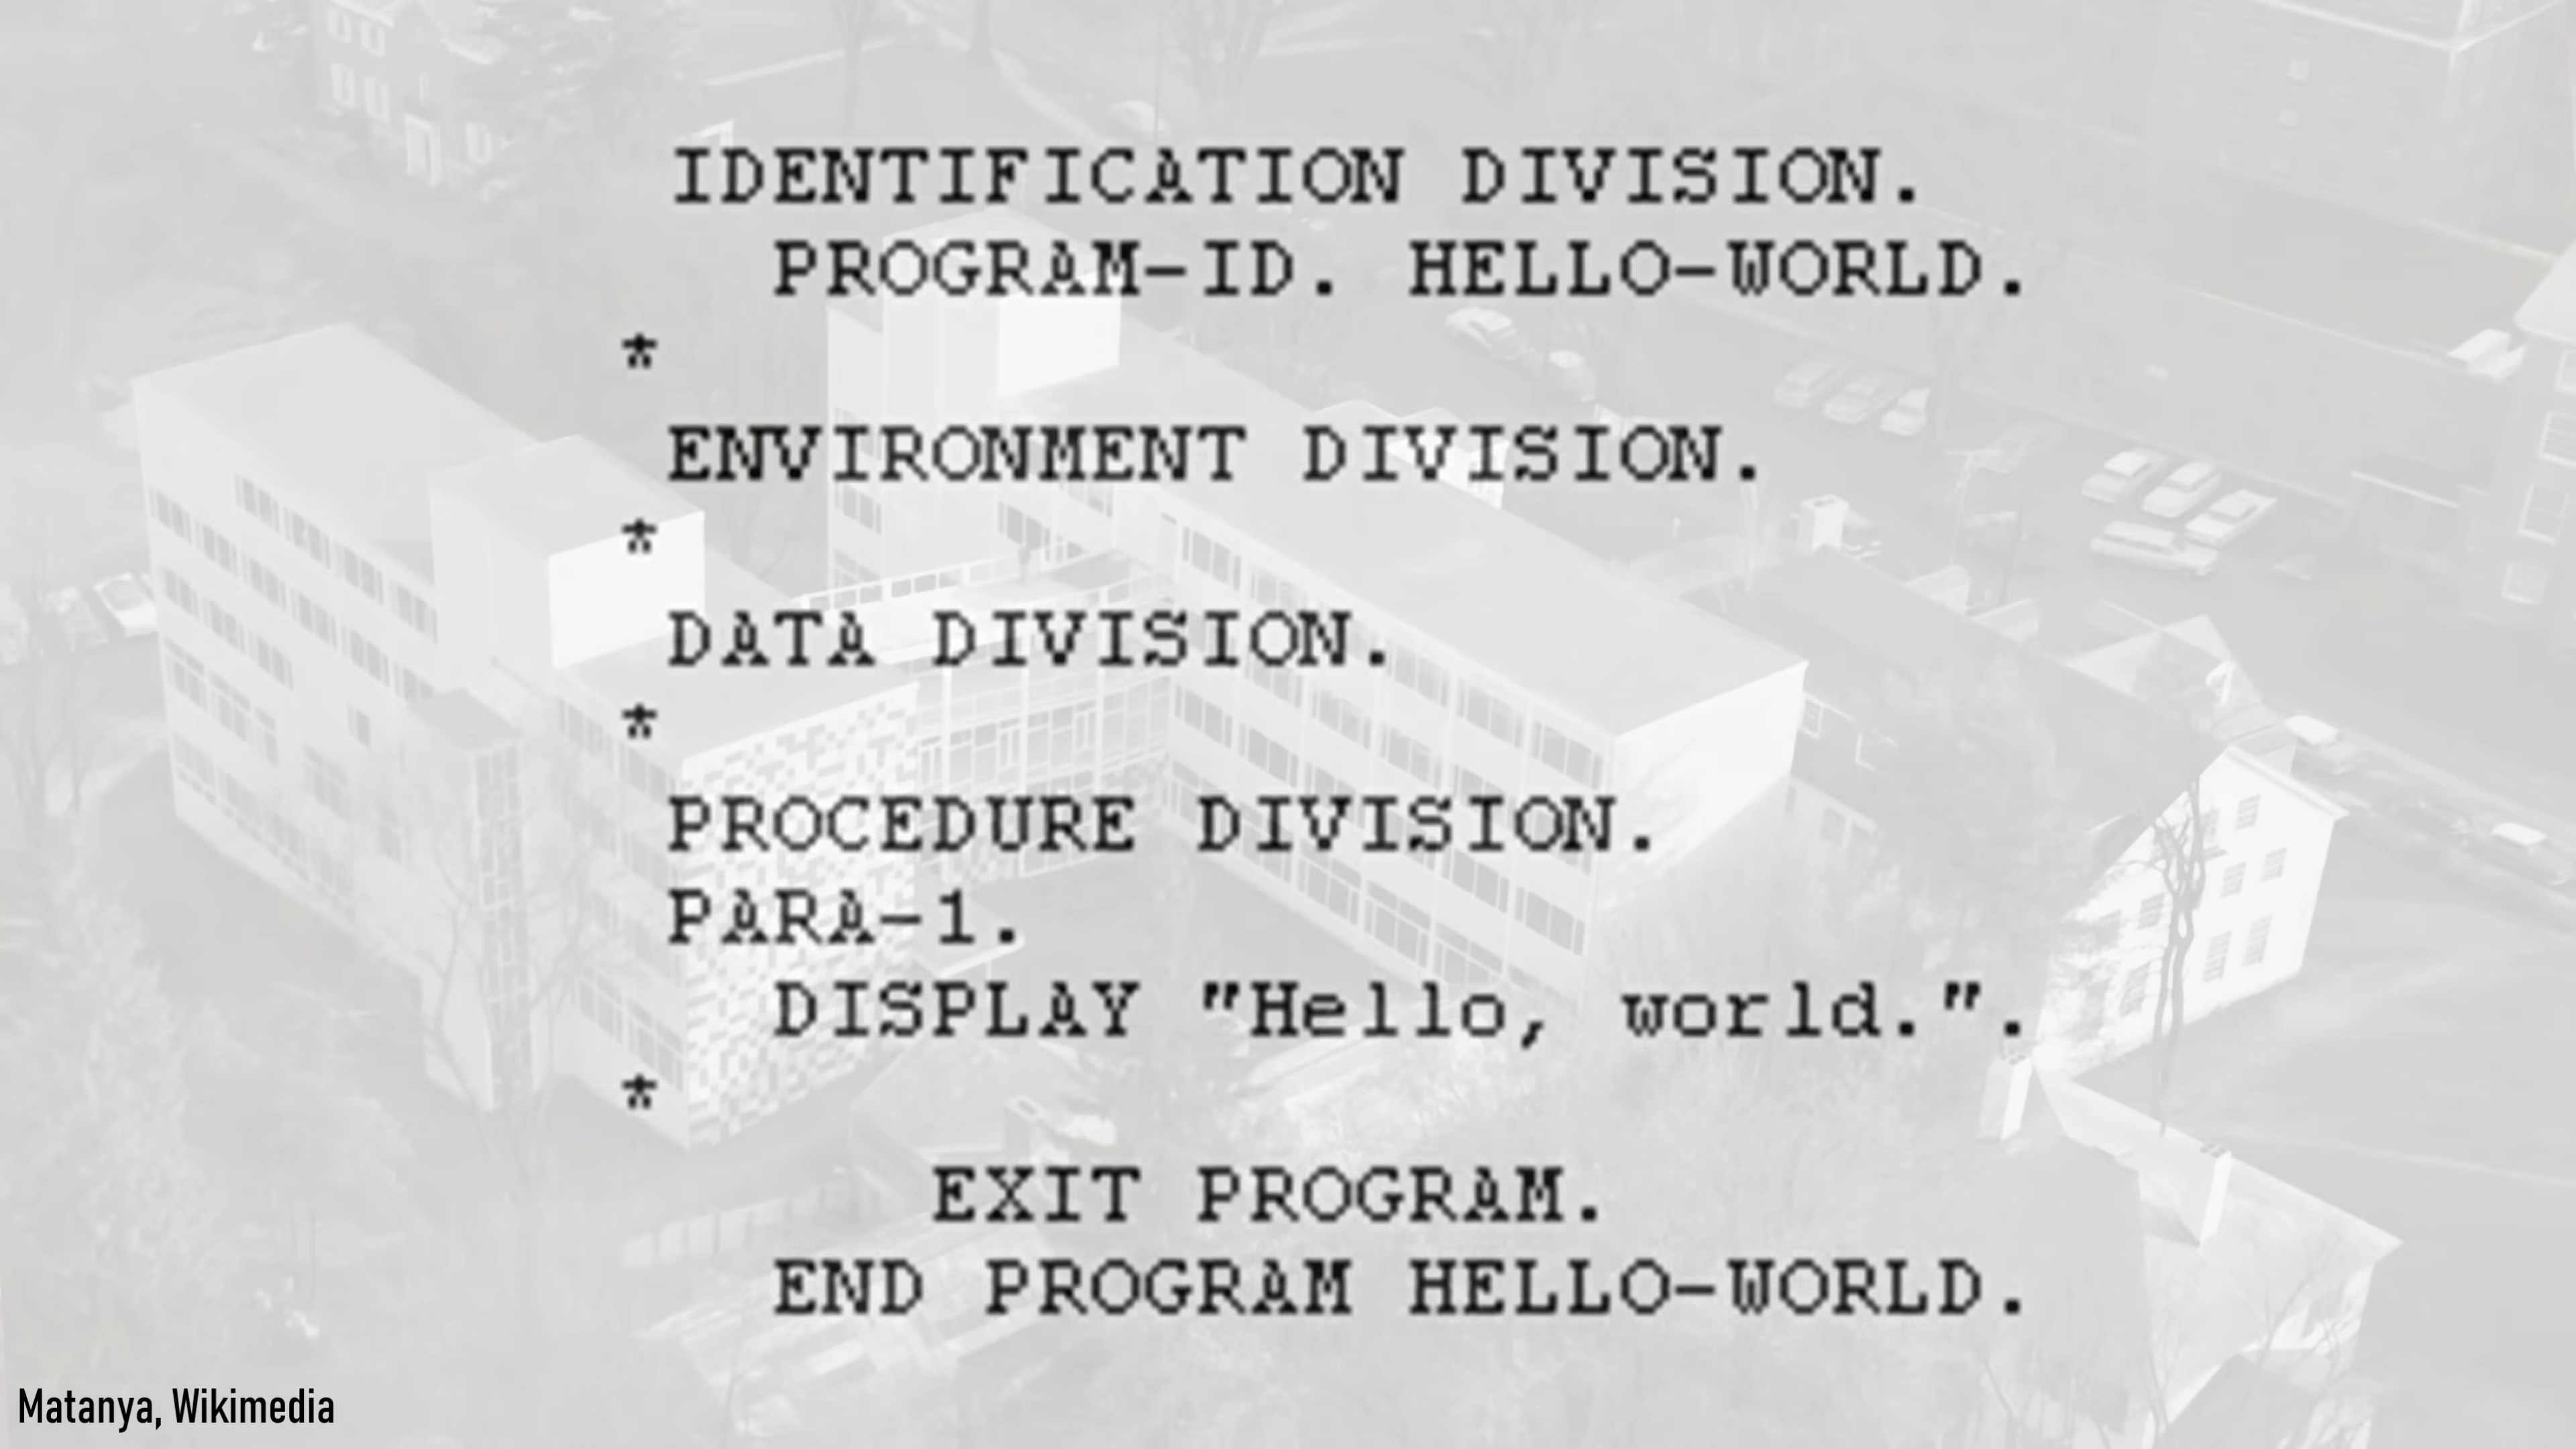 IDENTIFICATION DIVISION.
PROGRAM-ID. HELLO-WORLD.
*
ENVIRONMENT DIVISION.
*
DATA DIVISION.
*
PROCEDURE DIVISION.
PARA-1.
DISPLAY "Hello, world.".
*
EXIT PROGRAM.
END PROGRAM HELLO-WORLD.
Matanya, Wikimedia